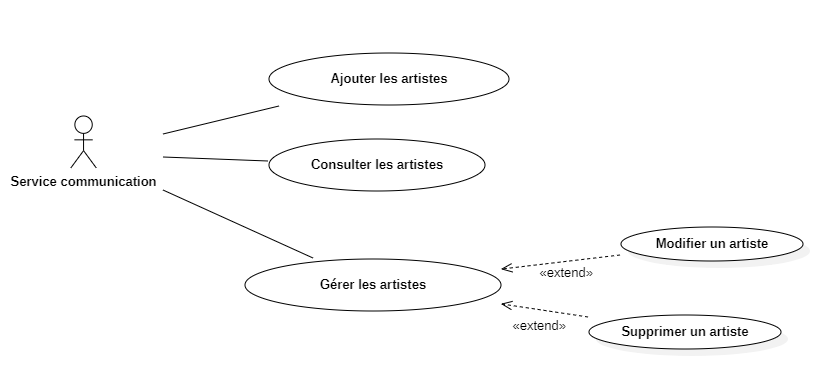 Ajouter les artistes
Consulter les artistes
Service communication
Modifier un artiste
«extend»
Gérer les artistes
«extend»
Supprimer un artiste